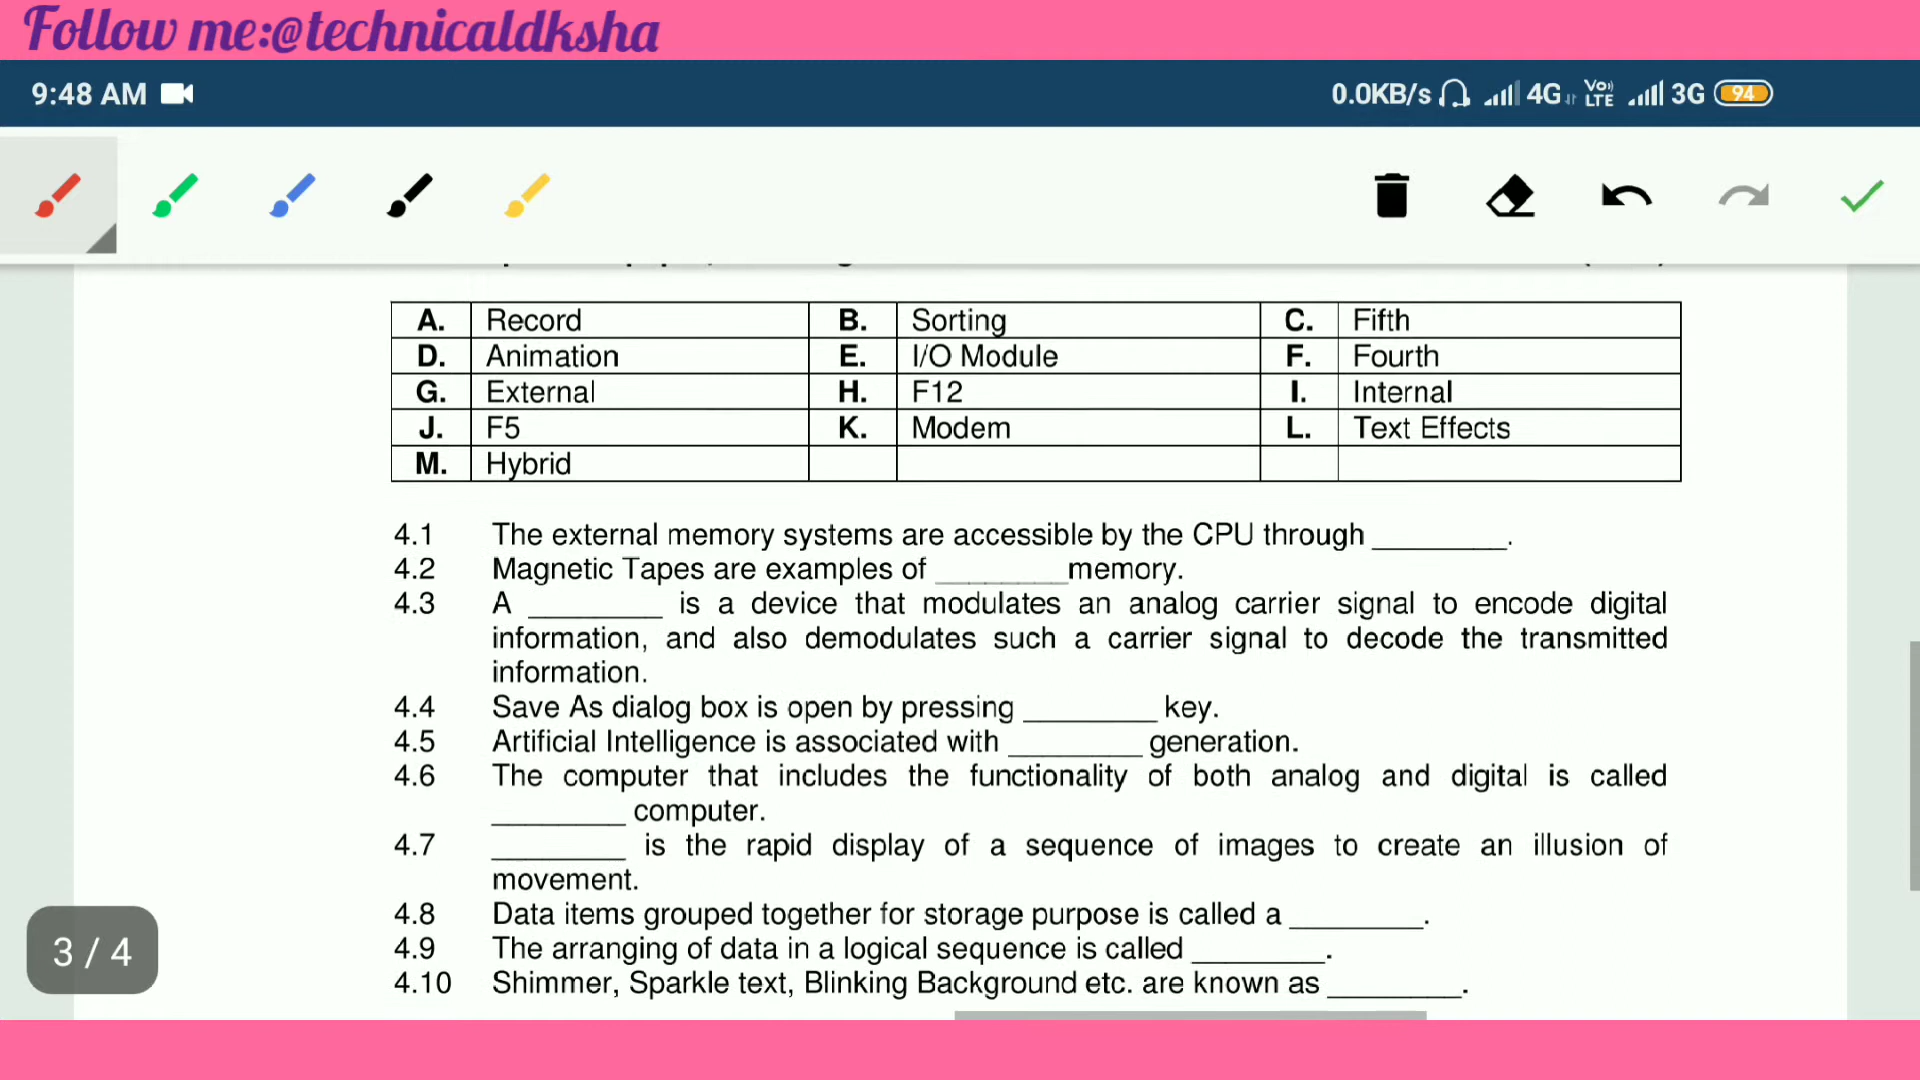 Follow me:@technicaldksha
9:48 AM 0.0KB/s 4G Vo)) LTE 3G 94
A. Record B. Sorting C. Fifth
D. Animation E. I/O Module F. Fourth
G. External H. F12 I. Internal
J. F5 K. Modem L. Text Effects
M. Hybrid
4.1 The external memory systems are accessible by the CPU through ________.
4.2 Magnetic Tapes are examples of ________memory.
4.3 A ________ is a device that modulates an analog carrier signal to encode digital
information, and also demodulates such a carrier signal to decode the transmitted
information.
4.4 Save As dialog box is open by pressing ________ key.
4.5 Artificial Intelligence is associated with ________ generation.
4.6 The computer that includes the functionality of both analog and digital is called
________ computer.
4.7 ________ is the rapid display of a sequence of images to create an illusion of
movement.
4.8 Data items grouped together for storage purpose is called a ________.
4.9 The arranging of data in a logical sequence is called ________.
4.10 Shimmer, Sparkle text, Blinking Background etc. are known as ________.
3 / 4